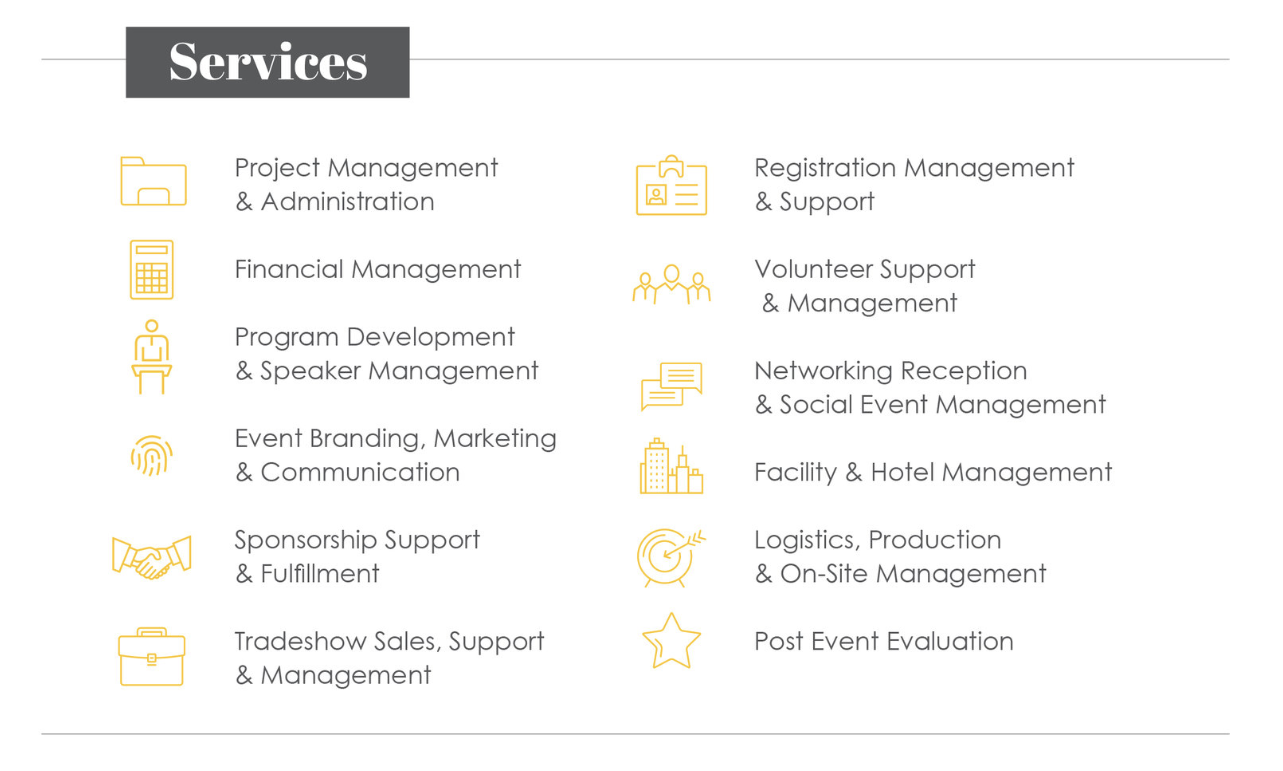 Services
Project Management
& Administration
Financial Management
Program Development
& Speaker Management
Event Branding, Marketing
& Communication
Sponsorship Support
& Fulfillment
Tradeshow Sales, Support
& Management
Registration Management
& Support
Volunteer Support
& Management
Networking Reception
& Social Event Management
Facility & Hotel Management
Logistics, Production
& On-Site Management
Post Event Evaluation